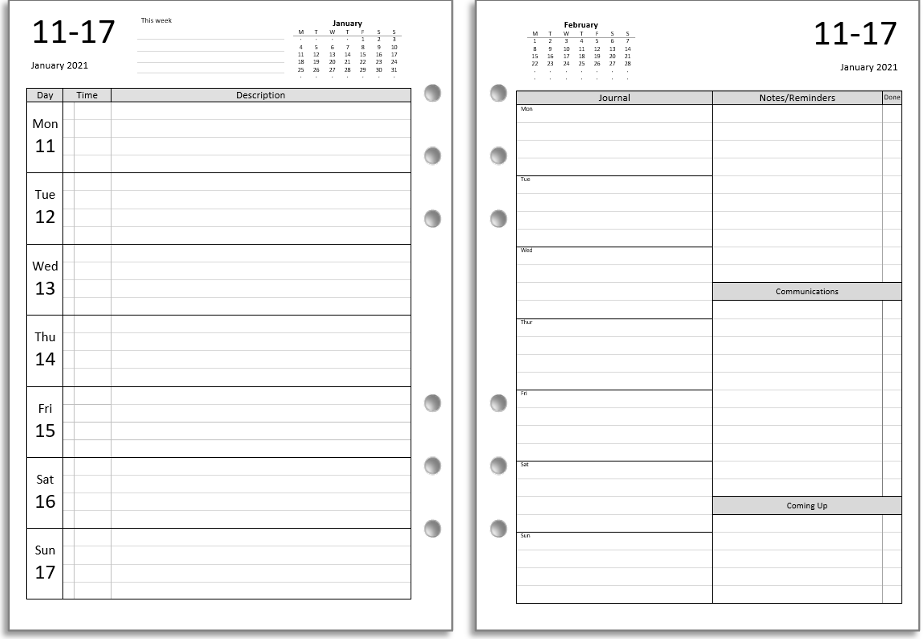 11-17
January 2021
This week
January
M T W T F S S
. . . . 1 2 3
4 5 6 7 8 9 10
11 12 13 14 15 16 17
18 19 20 21 22 23 24
25 26 27 28 29 30 31
. . . . . . .
Day Time Description
Mon
11
Tue
12
Wed
13
Thu
14
Fri
15
Sat
16
Sun
17
February
M T W T F S S
1 2 3 4 5 6 7
8 9 10 11 12 13 14
15 16 17 18 19 20 21
22 23 24 25 26 27 28
. . . . . . .
. . . . . . .
11-17
January 2021
Journal Notes/Reminders Done
Mon
Tue
Wed
Thur
Fri
Sat
Sun
Communications
Coming Up